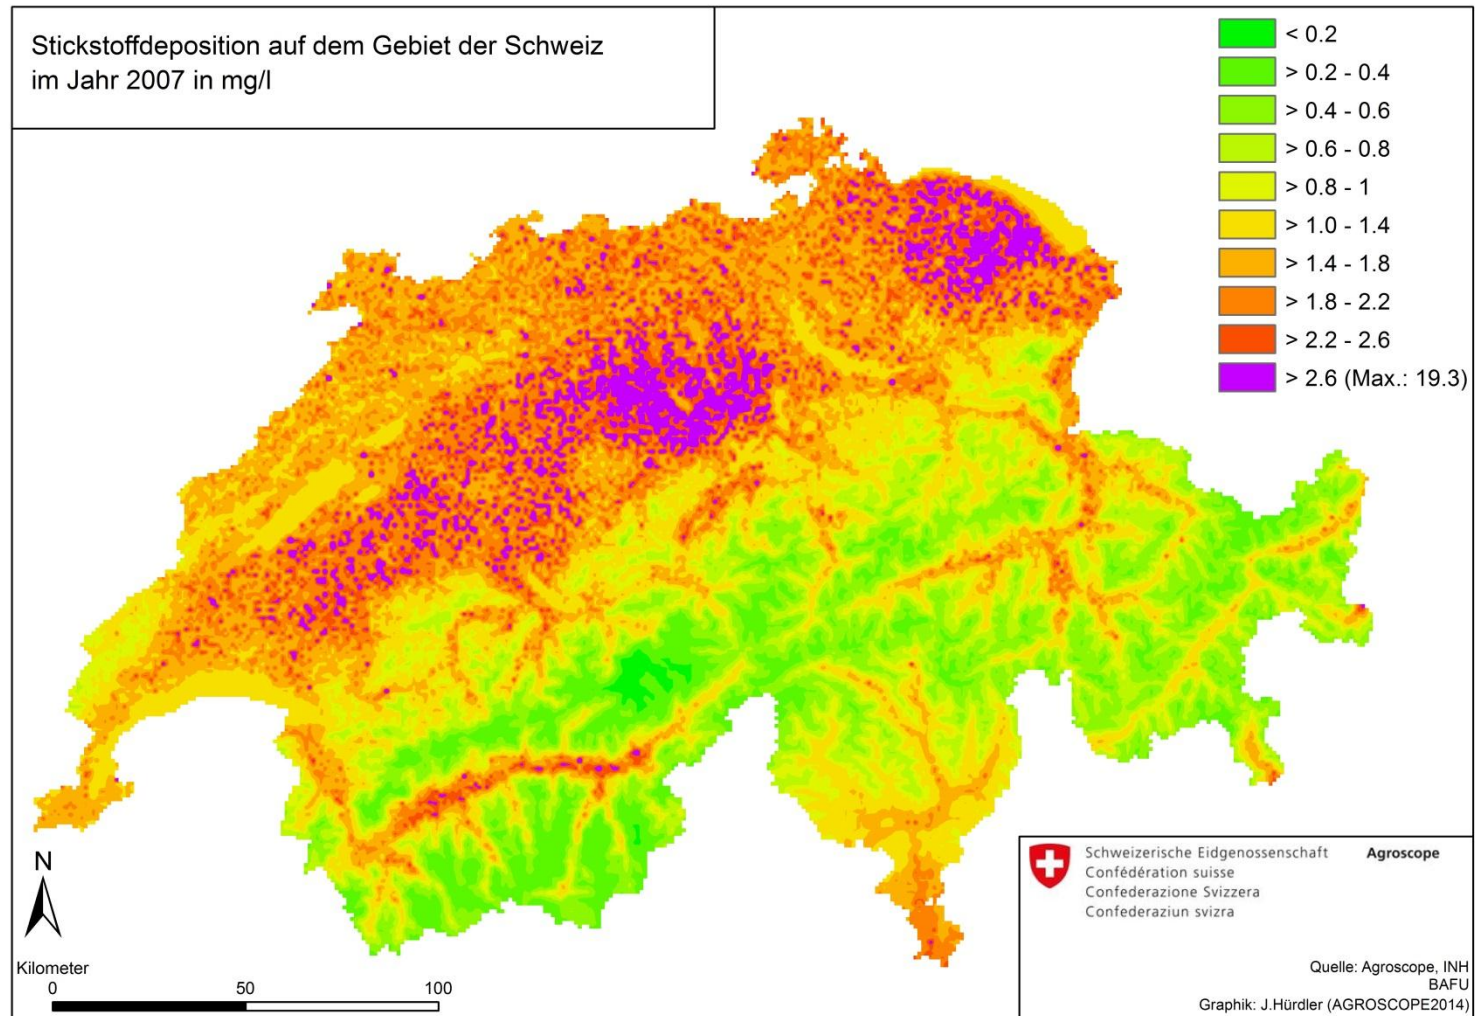 Stickstoffdeposition auf dem Gebiet der Schweiz
im Jahr 2007 in mg/l
< 0.2
> 0.2 - 0.4
> 0.4 - 0.6
> 0.6 - 0.8
> 0.8 - 1
> 1.0 - 1.4
> 1.4 - 1.8
> 1.8 - 2.2
> 2.2 - 2.6
> 2.6 (Max.: 19.3)
N
Kilometer
0 50 100
Schweizerische Eidgenossenschaft Agroscope
Confédération suisse
Confederazione Svizzera
Confederaziun svizra
Quelle: Agroscope, INH
BAFU
Graphik: J.Hürdler (AGROSCOPE2014)